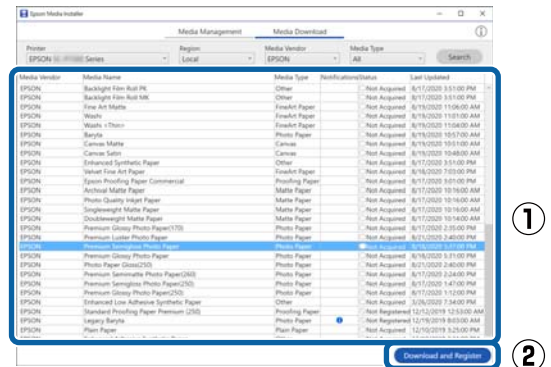 Epson Media Installer
Media Management Media Download
Printer Region Media Vendor Media Type
EPSON Series Local EPSON All Search
Media Vendor Media Name Media Type Notifications Status Last Updated
EPSON Backlight Film Roll PK Other Not Acquired 8/17/2020 3:51:00 PM
EPSON Backlight Film Roll MK Other Not Acquired 8/17/2020 3:51:00 PM
EPSON Fine Art Matte FineArt Paper Not Acquired 8/19/2020 11:06:00 AM
EPSON Washi FineArt Paper Not Acquired 8/19/2020 11:01:00 AM
EPSON Washi <Thin> FineArt Paper Not Acquired 8/19/2020 11:04:00 AM
EPSON Baryta Photo Paper Not Acquired 8/19/2020 10:57:00 AM
EPSON Canvas Matte Canvas Not Acquired 8/19/2020 10:51:00 AM
EPSON Canvas Satin Canvas Not Acquired 8/19/2020 10:48:00 AM
EPSON Enhanced Synthetic Paper Other Not Acquired 8/17/2020 3:51:00 PM
EPSON Velvet Fine Art Paper FineArt Paper Not Acquired 8/18/2020 7:03:00 PM
EPSON Epson Proofing Paper Commercial Proofing Paper Not Acquired 8/17/2020 3:01:00 PM
EPSON Archival Matte Paper Matte Paper Not Acquired 8/17/2020 10:16:00 AM
EPSON Photo Quality Inkjet Paper Matte Paper Not Acquired 8/17/2020 10:16:00 AM
EPSON Singleweight Matte Paper Matte Paper Not Acquired 8/17/2020 10:16:00 AM
EPSON Doubleweight Matte Paper Matte Paper Not Acquired 8/17/2020 10:14:00 AM
EPSON Premium Glossy Photo Paper(170) Photo Paper Not Acquired 8/17/2020 2:35:00 PM
EPSON Premium Luster Photo Paper Photo Paper Not Acquired 8/21/2020 2:40:00 PM
EPSON Premium Semigloss Photo Paper Photo Paper Not Acquired 8/18/2020 5:31:00 PM
EPSON Premium Glossy Photo Paper Photo Paper Not Acquired 8/18/2020 5:31:00 PM
EPSON Photo Paper Gloss(250) Photo Paper Not Acquired 8/21/2020 2:40:00 PM
EPSON Premium Semimatte Photo Paper(260) Photo Paper Not Acquired 8/17/2020 2:24:00 PM
EPSON Premium Semigloss Photo Paper(250) Photo Paper Not Acquired 8/17/2020 1:47:00 PM
EPSON Premium Glossy Photo Paper(250) Photo Paper Not Acquired 8/17/2020 1:12:00 PM
EPSON Enhanced Low Adhesive Synthetic Paper Other Not Acquired 3/26/2020 7:34:00 PM
EPSON Standard Proofing Paper Premium (250) Proofing Paper Not Registered 12/12/2019 12:53:00 AM
EPSON Legacy Baryta Photo Paper Not Registered 12/19/2019 8:03:00 AM
EPSON Plain Paper Plain Paper Not Acquired 12/10/2019 3:25:00 PM
①
Download and Register
②